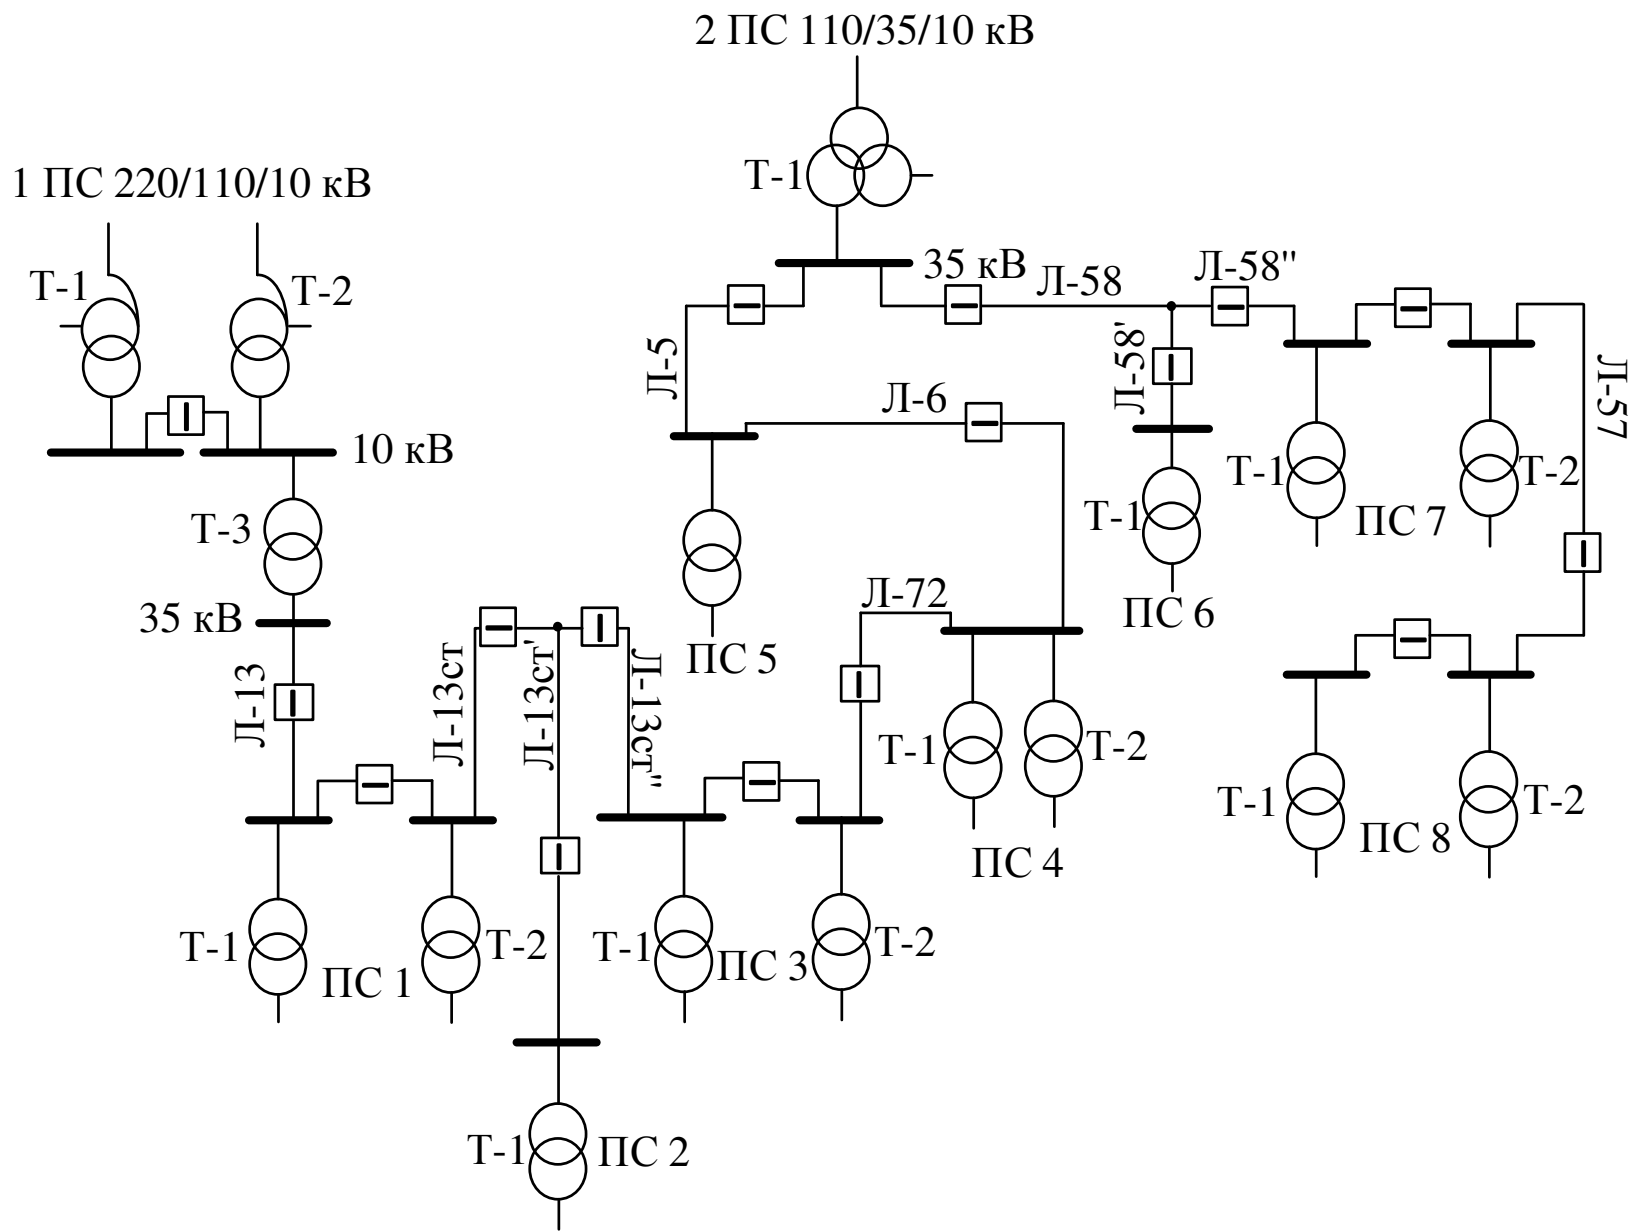 2 ПС 110/35/10 кВ
Т-1
1 ПС 220/110/10 кВ
Т-1
Т-2
35 кВ
Л-58
Л-58"
Л-5
Л-58'
Л-57
Л-6
10 кВ
Т-3
Т-1
Т-1
Т-2
ПС 7
35 кВ
Л-72
ПС 6
ПС 5
Л-13
Л-13ст
Л-13ст'
Л-13ст"
Т-1
Т-2
ПС 4
Т-1
Т-2
ПС 8
Т-1
Т-2
ПС 1
Т-1
Т-2
ПС 3
Т-1
ПС 2